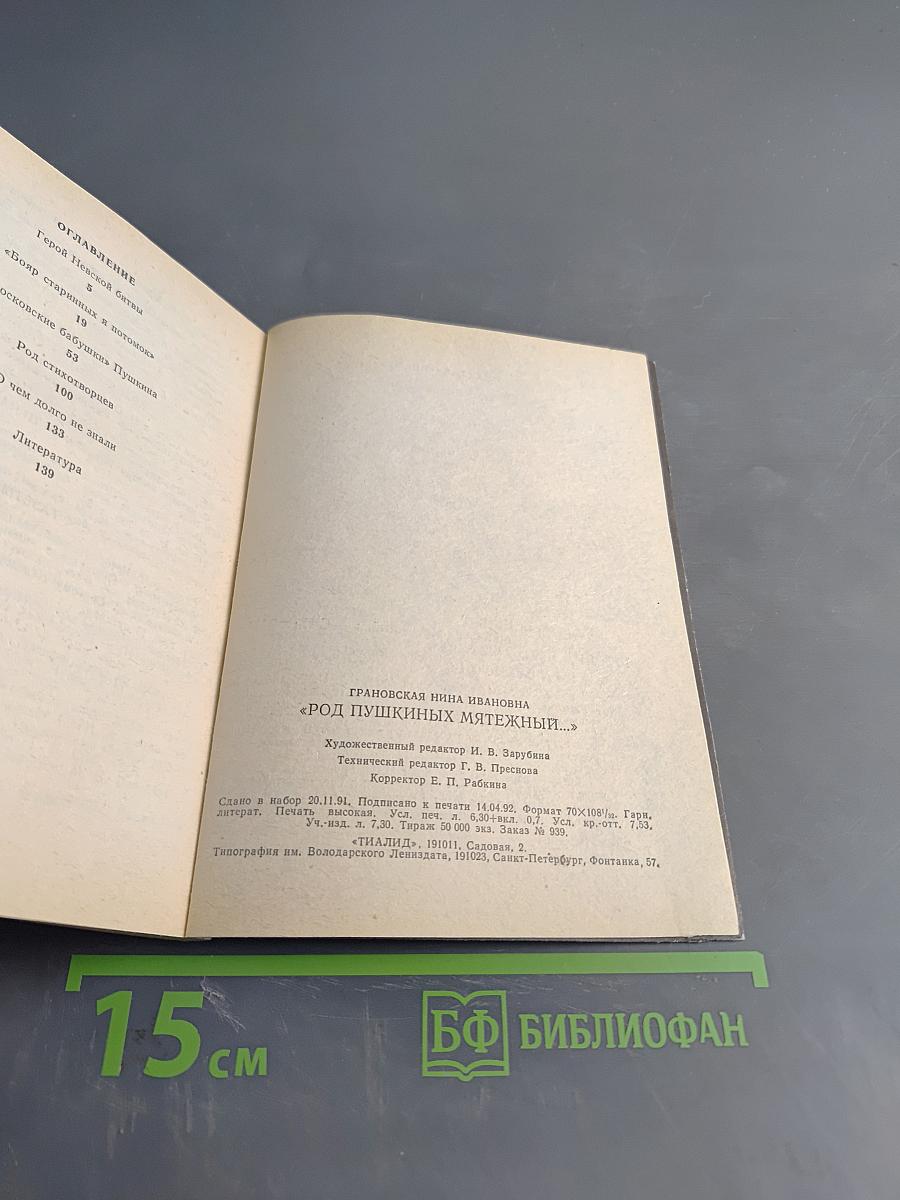 ОГЛАВЛЕНИЕ
Герой Невской битвы
5
«Бояр старинных я потомок»
19
бабушки» Пушкина
53
Род стихотворцев
100
О чем долго не знали
133
Литература
139
ГРАНОВСКАЯ НИНА ИВАНОВНА
«РОД ПУШКИНЫХ МЯТЕЖНЫЙ...»
Художественный редактор И. В. Зарубина
Технический редактор Г. В. Преснова
Корректор Е. П. Рабкина
Сдано в набор 20.11.91. Подписано к печати 14.04.92. Формат 70×108¹/₃₂. Гарн.
литерат. Печать высокая. Усл. печ. л. 6,30+вкл. 0,7. Усл. кр.-отт. 7,53.
Уч.-изд. л. 7,30. Тираж 50 000 экз. Заказ № 939.
«ТИАЛИД», 191011, Садовая, 2.
Типография им. Володарского Лениздата, 191023, Санкт-Петербург, Фонтанка, 57.
15 см
БФ БИБЛИОФАН